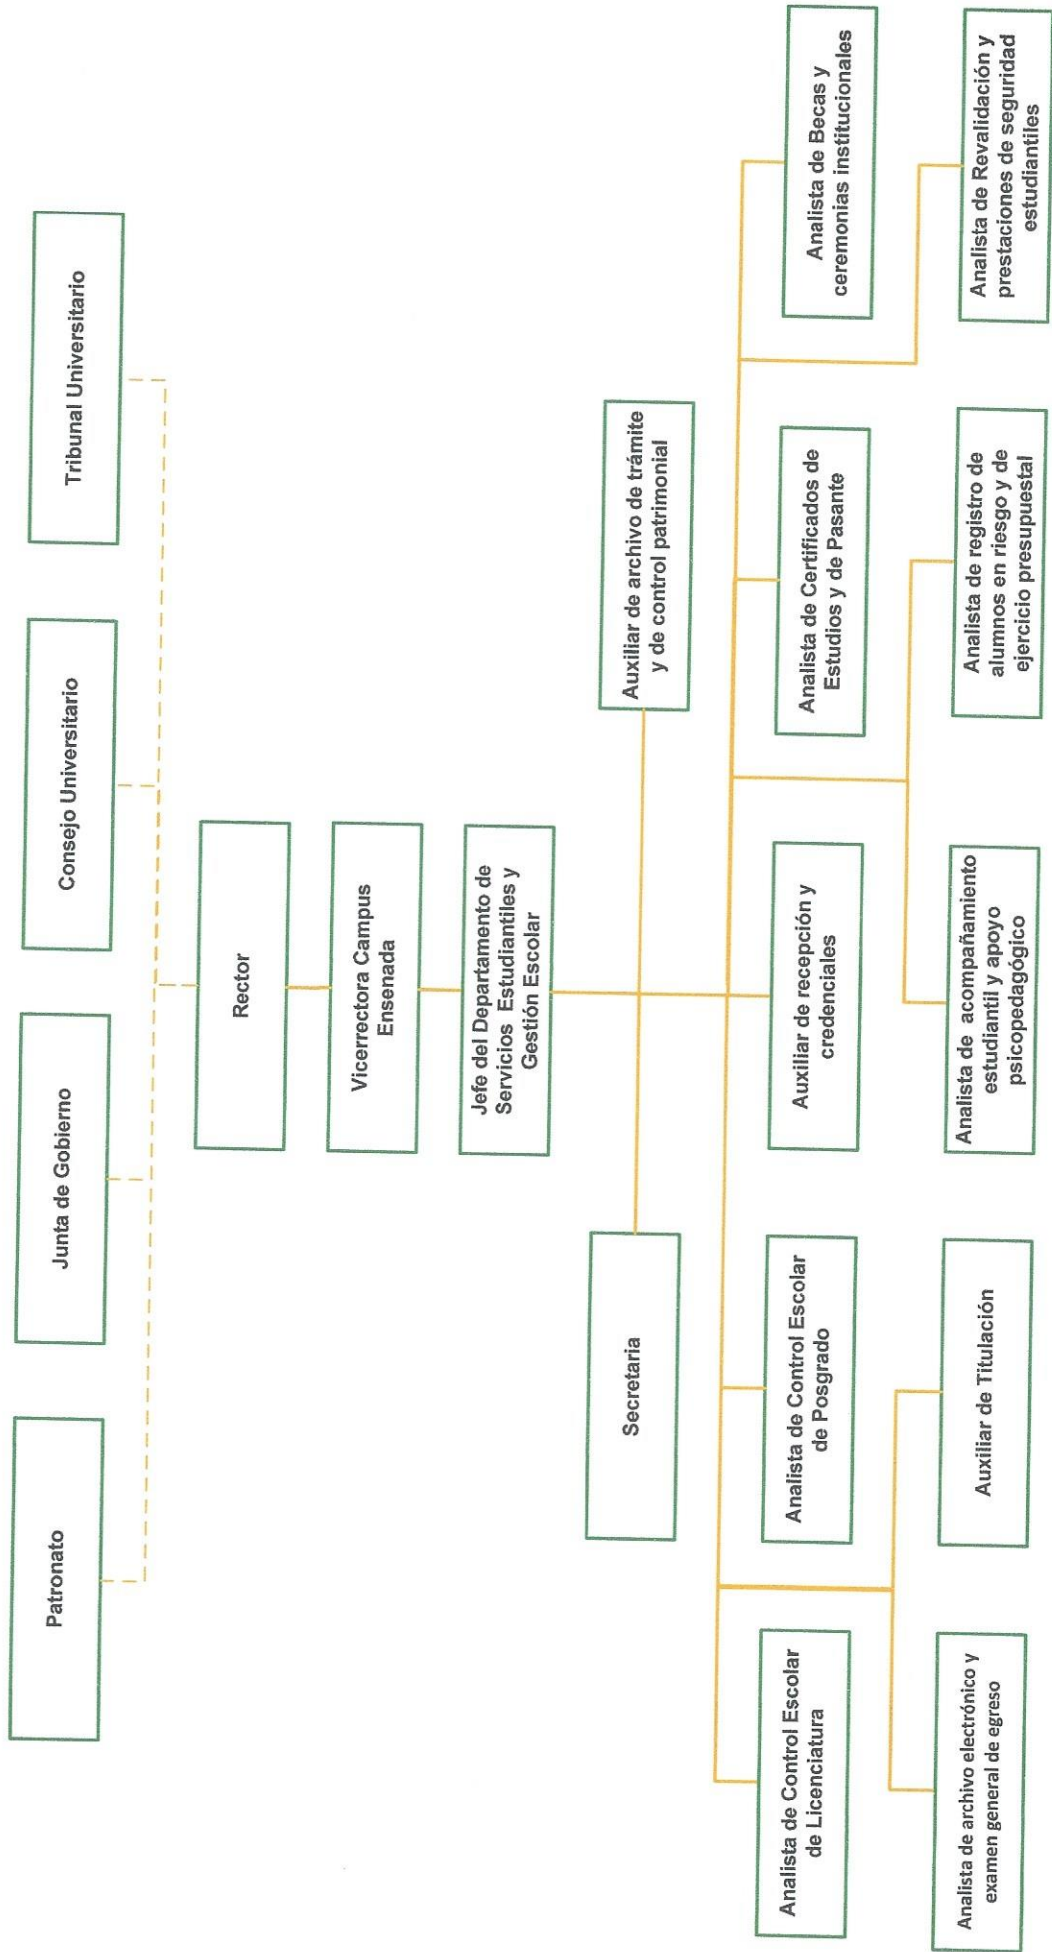 Patronato
Junta de Gobierno
Consejo Universitario
Tribunal Universitario
Rector
Vicerrectora Campus
Ensenada
Jefe del Departamento de
Servicios Estudiantiles y
Gestión Escolar
Secretaria
Auxiliar de archivo de trámite
y de control patrimonial
Analista de Control Escolar
de Licenciatura
Analista de Control Escolar
de Posgrado
Auxiliar de recepción y
credenciales
Analista de Certificados de
Estudios y de Pasante
Analista de Becas y
ceremonias institucionales
Analista de archivo electrónico y
examen general de egreso
Auxiliar de Titulación
Analista de acompañamiento
estudiantil y apoyo
psicopedagógico
Analista de registro de
alumnos en riesgo y de
ejercicio presupuestal
Analista de Revalidación y
prestaciones de seguridad
estudiantiles